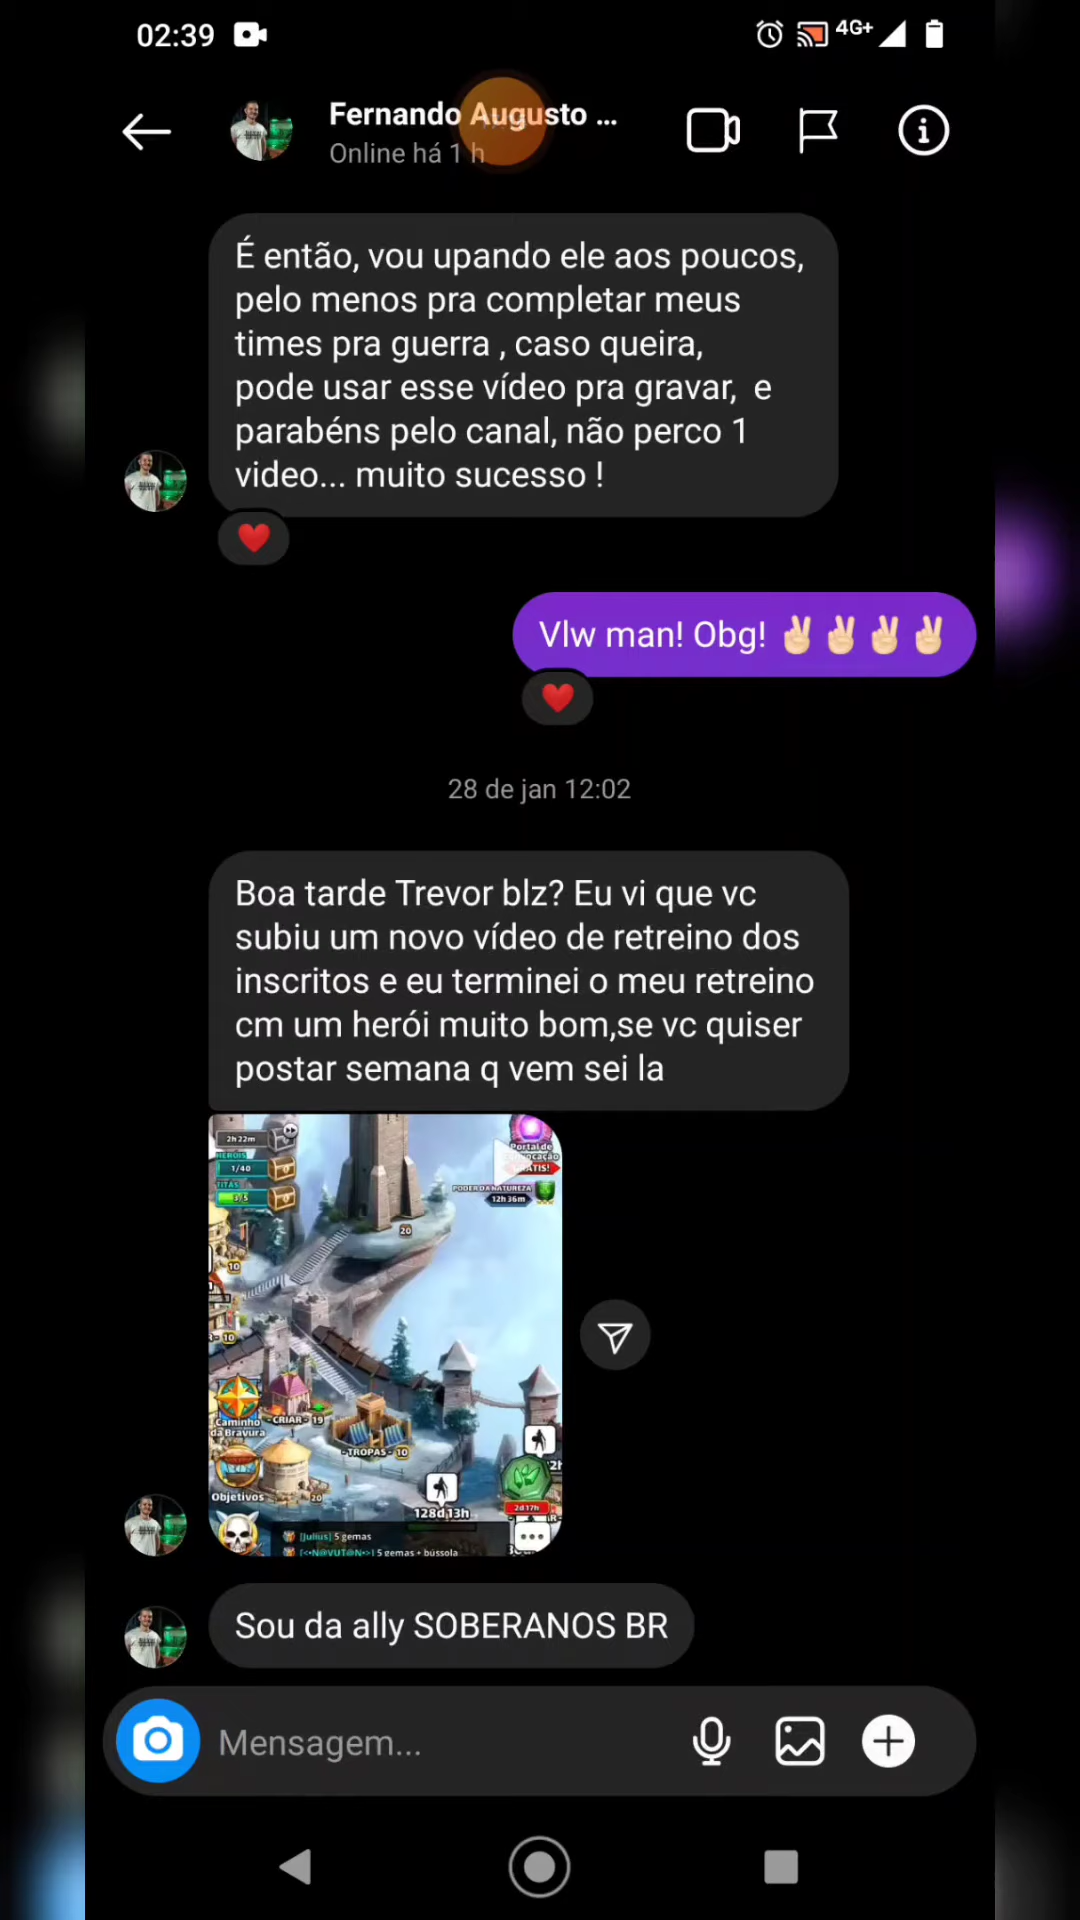 02:39
4G+
Fernando Augusto ...
Online há 1 h
É então, vou upando ele aos poucos,
pelo menos pra completar meus
times pra guerra , caso queira,
pode usar esse vídeo pra gravar,  e
parabéns pelo canal, não perco 1
video... muito sucesso !
Vlw man! Obg! ✌🏻✌🏻✌🏻✌🏻
28 de jan 12:02
Boa tarde Trevor blz? Eu vi que vc
subiu um novo vídeo de retreino dos
inscritos e eu terminei o meu retreino
cm um herói muito bom,se vc quiser
postar semana q vem sei la
2h 22m
HERÓIS
1/40
TITÃS
3/5
Portal de
PODER DA NATUREZA
12h 36m
20
10
10
Caminho
da Bravura
CRIAR - 19
-TROPAS- 10
Objetivos
20
128d 13h
2d 17h
[Julius] 5 gemas
5 gemas + bússola
Sou da ally SOBERANOS BR
Mensagem...